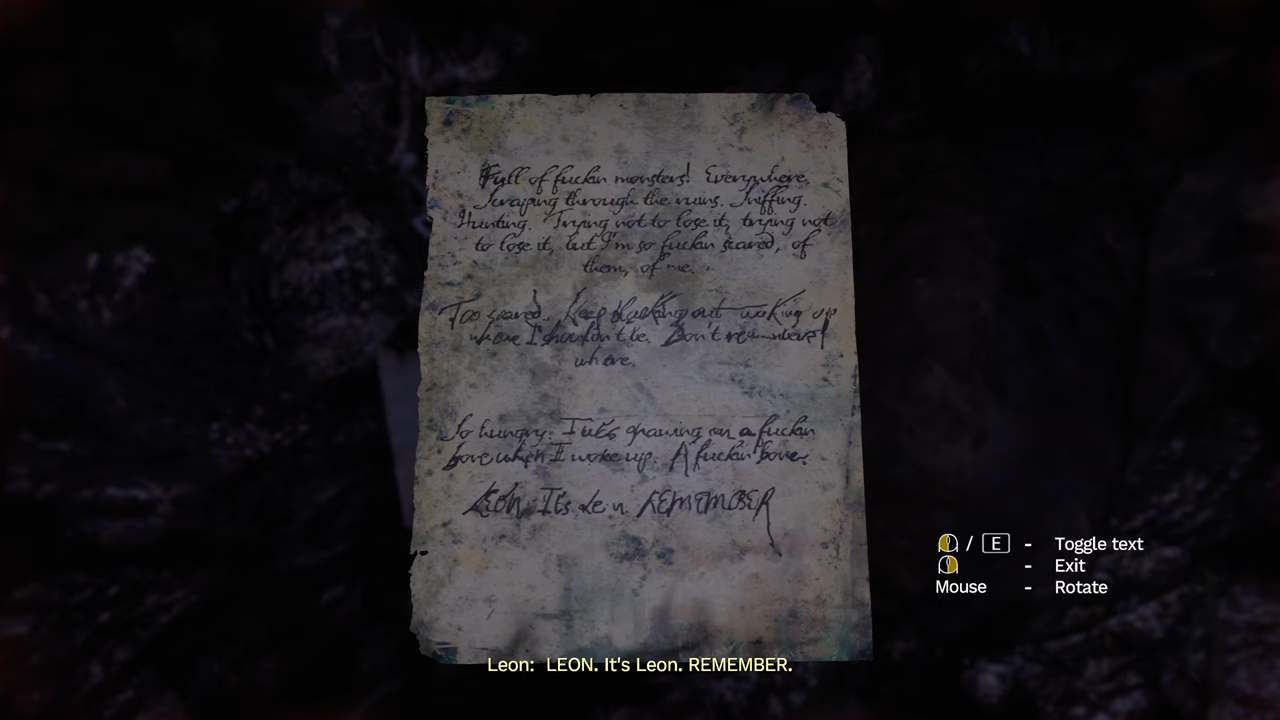 Full of fuckin monsters! Everywhere.
Scraping through the ruins. Sniffing.
Hunting. Trying not to lose it, trying not
to lose it, but I'm so fuckin scared, of
them, of me.
Too scared. Keep blacking out waking up
where I shouldn't be. Don't remember
where.
So hungry. I was gnawing on a fuckin
bone when I woke up. A fuckin' bone.
LEON. It's Leon. REMEMBER
/ E - Toggle text
- Exit
Mouse - Rotate
Leon: LEON. It's Leon. REMEMBER.